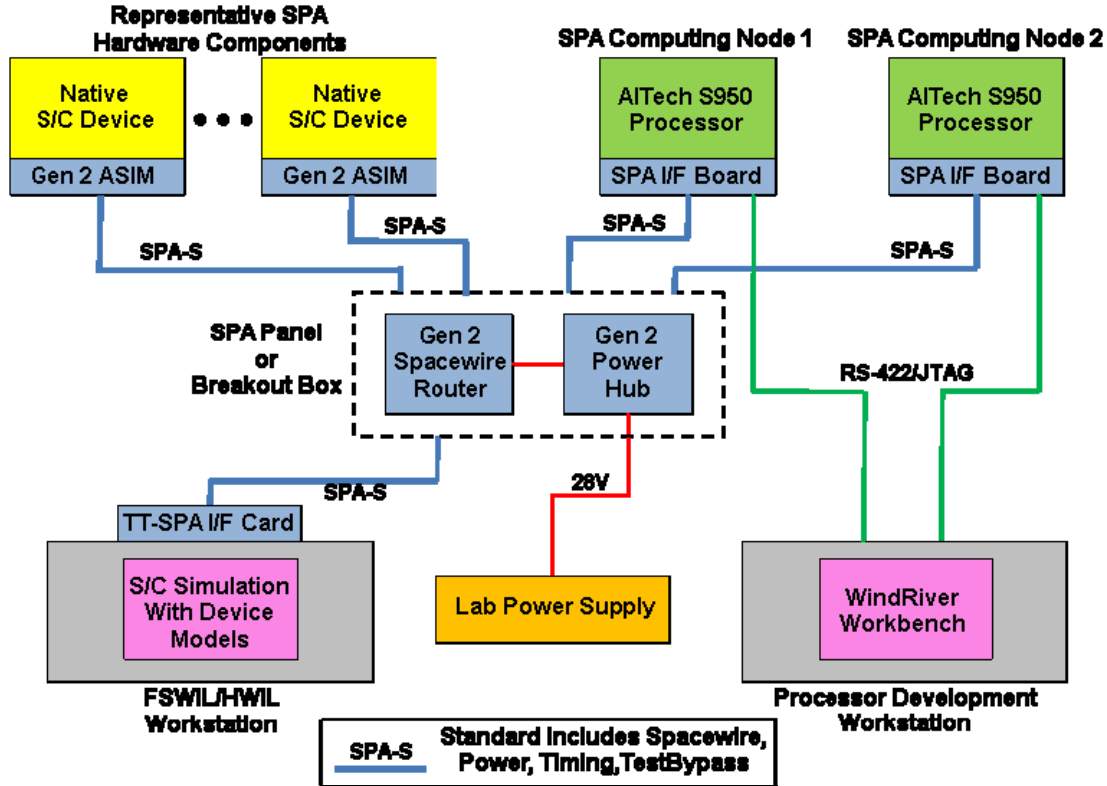 Representative SPA
Hardware Components
SPA Computing Node 1
SPA Computing Node 2
Native
S/C Device
Gen 2 ASIM
Native
S/C Device
Gen 2 ASIM
AITech S950
Processor
SPA I/F Board
AITech S950
Processor
SPA I/F Board
SPA-S
SPA-S
SPA-S
SPA-S
SPA Panel
or
Breakout Box
Gen 2
Spacewire
Router
Gen 2
Power
Hub
RS-422/JTAG
SPA-S
28V
TT-SPA I/F Card
S/C Simulation
With Device
Models
FSWIL/HWIL
Workstation
Lab Power Supply
WindRiver
Workbench
Processor Development
Workstation
SPA-S
Standard Includes Spacewire,
Power, Timing,TestBypass